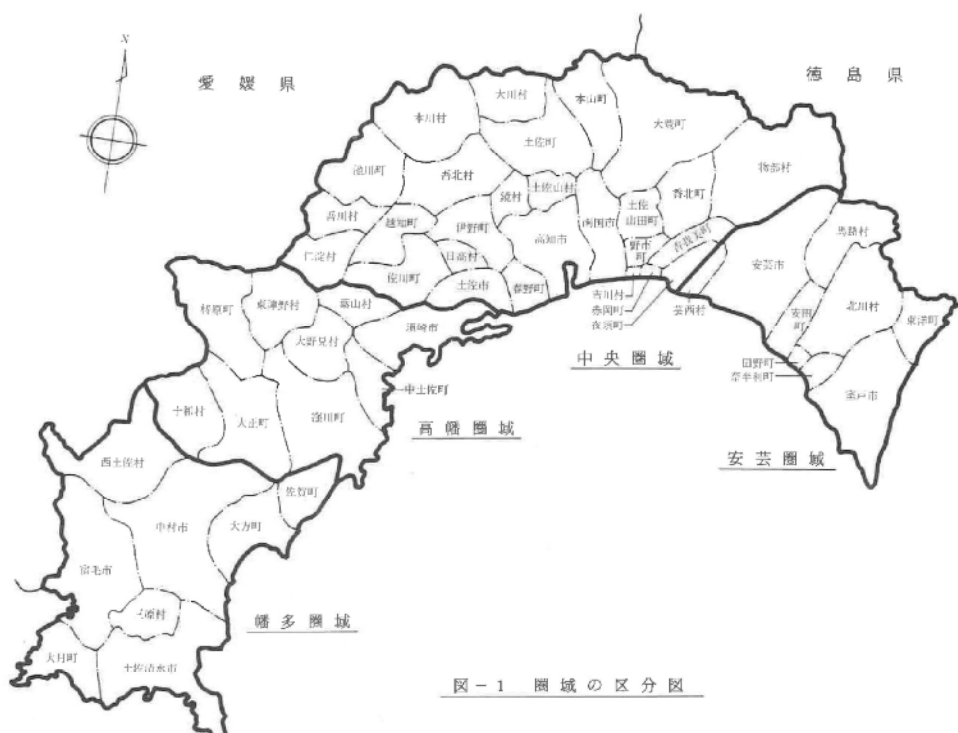 N
愛媛県
徳島県
大川村
本山町
本川村
大豊町
土佐町
物部村
池川町
吾北村
鏡村
土佐山村
香北町
吾川村
越知町
伊野町
土佐
山田町
南国市
高知市
野市
町
香我美町
馬路村
仁淀村
日高村
安芸市
佐川町
土佐市
春野町
吉川村
赤岡町
夜須町
芸西村
安田
町
北川村
東洋町
梼原町
東津野村
葉山村
須崎市
大野見村
中央圏域
田野町
奈半利町
室戸市
中土佐町
十和村
大正町
窪川町
高幡圏域
安芸圏域
西土佐村
佐賀町
中村市
大方町
宿毛市
三原村
幡多圏域
大月町
土佐清水市
図-1 圏域の区分図